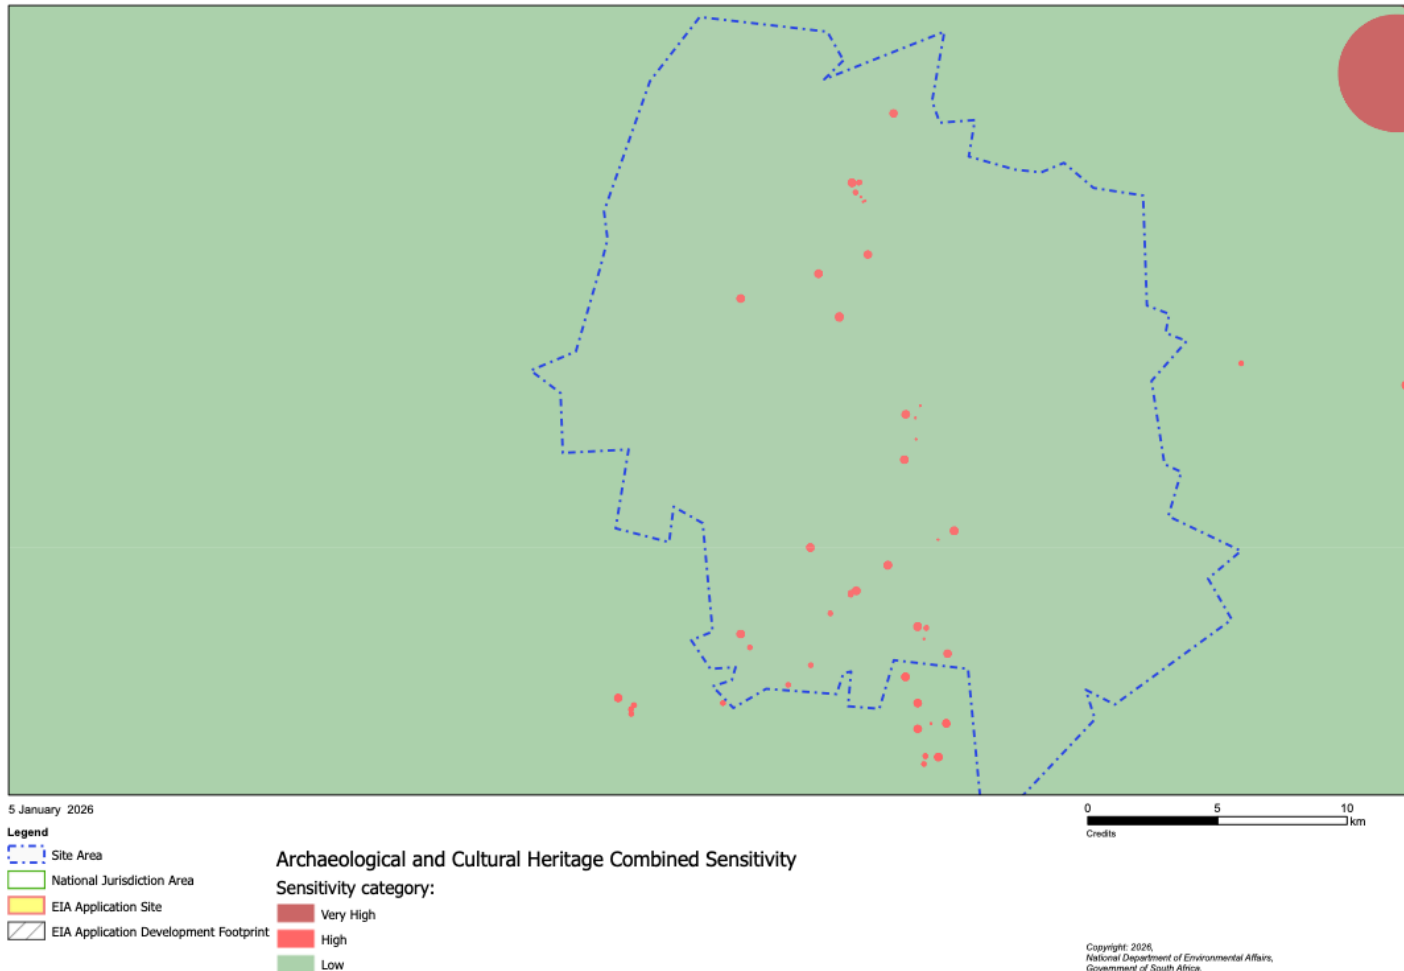 5 January 2026
Legend
Site Area
National Jurisdiction Area
EIA Application Site
EIA Application Development Footprint
Archaeological and Cultural Heritage Combined Sensitivity
Sensitivity category:
Very High
High
Low
0 5 10
km
Credits
Copyright: 2026,
National Department of Environmental Affairs,
Government of South Africa.